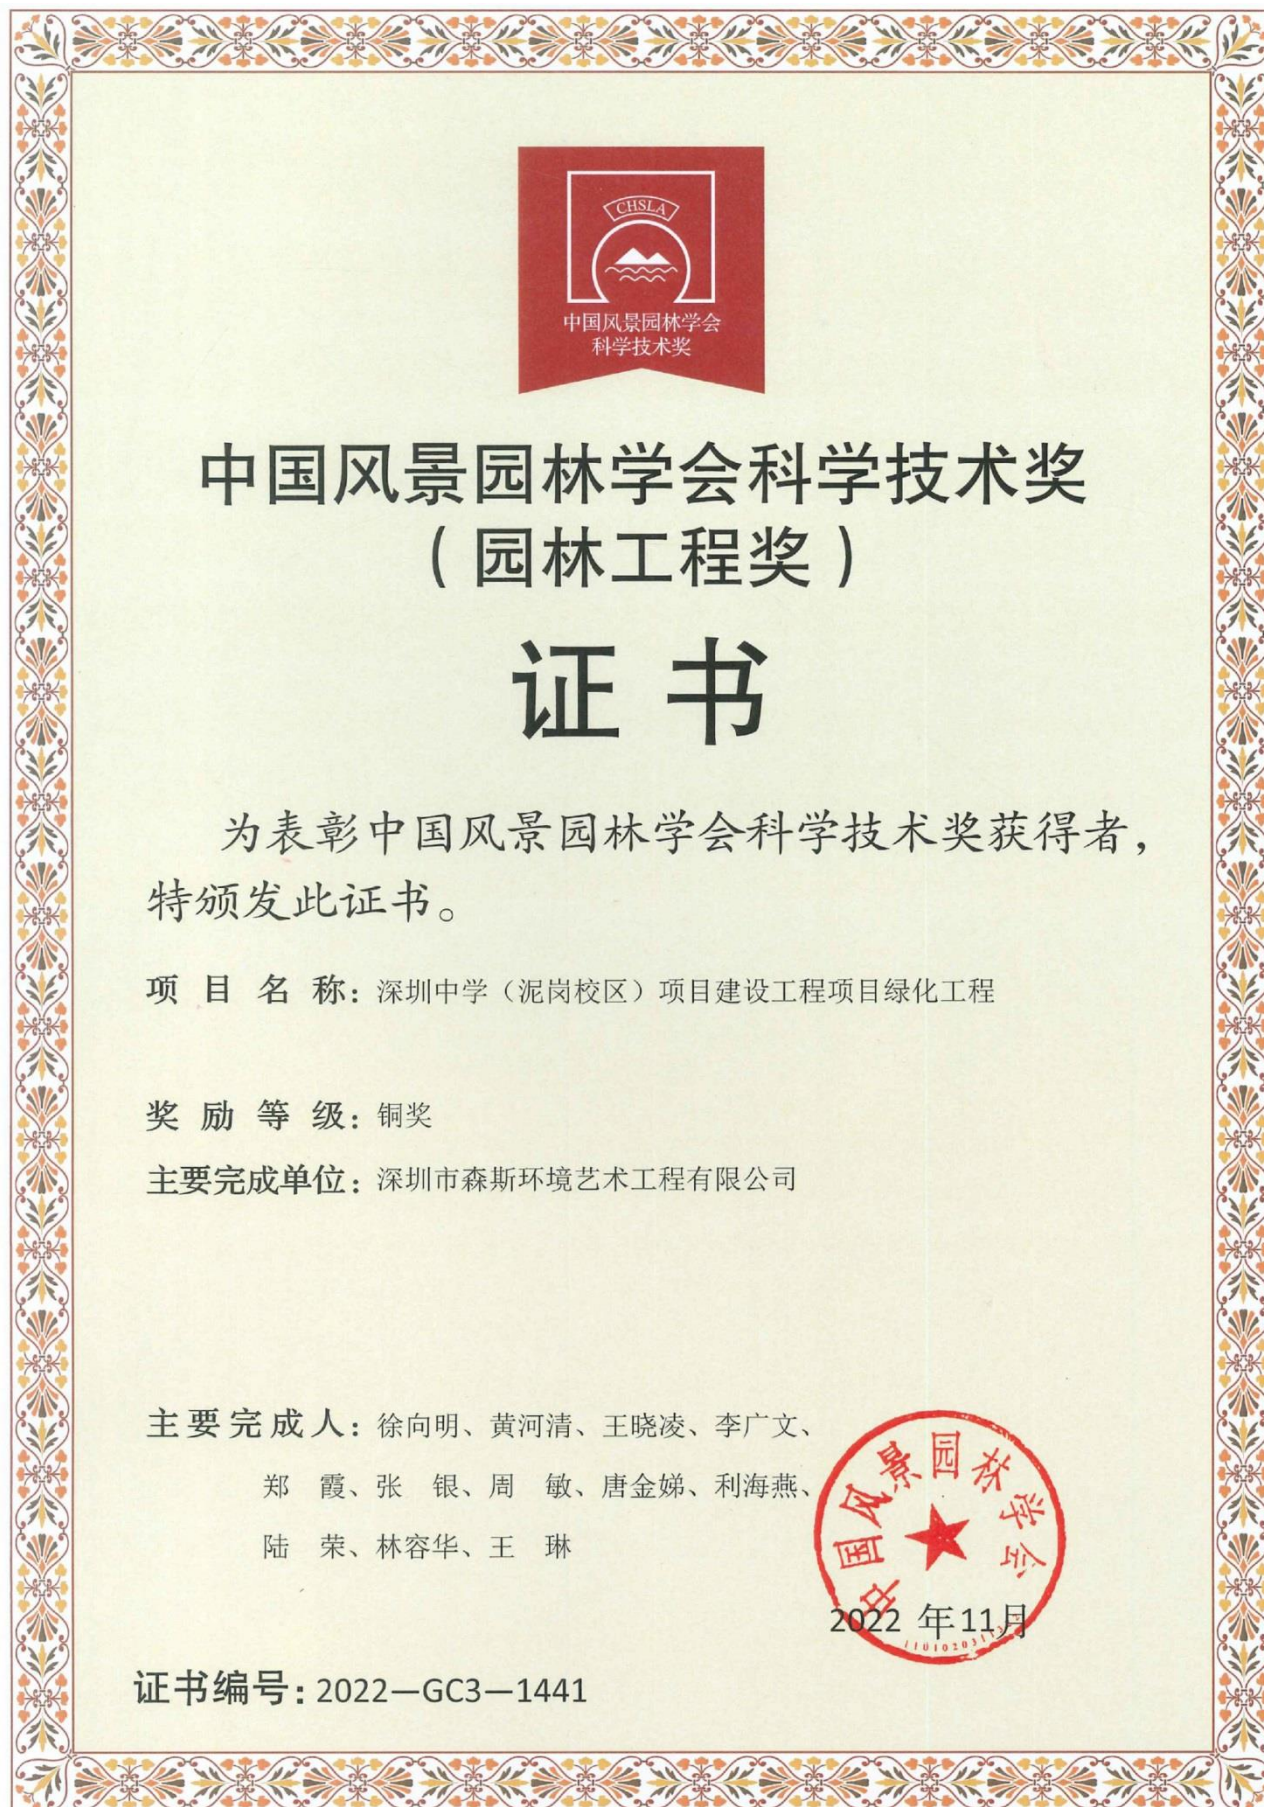 CHSLA
中国风景园林学会
科学技术奖
中国风景园林学会科学技术奖
（园林工程奖）
证书
为表彰中国风景园林学会科学技术奖获得者，
特颁发此证书。
项目名称：深圳中学（泥岗校区）项目建设工程项目绿化工程
奖励等级：铜奖
主要完成单位：深圳市森斯环境艺术工程有限公司
主要完成人：徐向明、黄河清、王晓凌、李广文、
郑 霞、张 银、周 敏、唐金娣、利海燕、
陆 荣、林容华、王 琳
中国风景园林学会
2022 年11月
证书编号：2022—GC3—1441